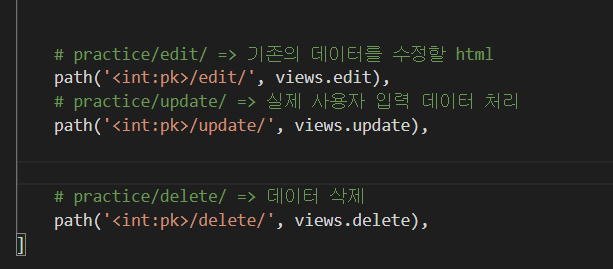 # practice/edit/ => 기존의 데이터를 수정할 html
path('<int:pk>/edit/', views.edit),
# practice/update/ => 실제 사용자 입력 데이터 처리
path('<int:pk>/update/', views.update),
# practice/delete/ => 데이터 삭제
path('<int:pk>/delete/', views.delete),
]